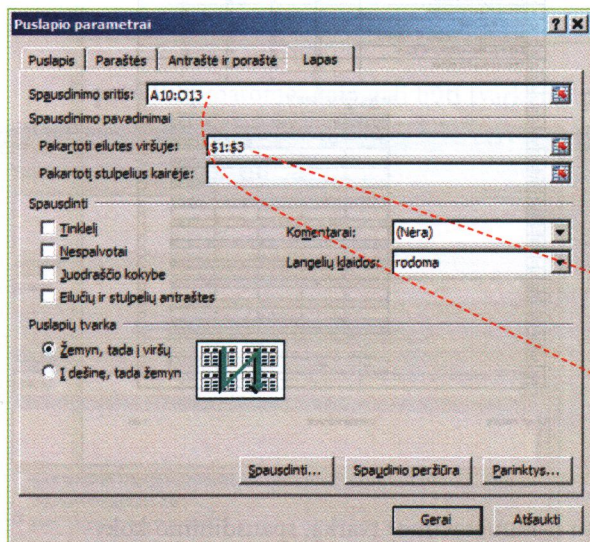 Puslapio parametrai
Puslapis Paraštės Antraštė ir poraštė Lapas
Spausdinimo sritis: A10:O13
Spausdinimo pavadinimai
Pakartoti eilutes viršuje: $1:$3
Pakartoti stulpelius kairėje:
Spausdinti
Tinklelį
Nespalvotai
Juodraščio kokybe
Eilučių ir stulpelių antraštes
Komentarai: (Nėra)
Langelių klaidos: rodoma
Puslapių tvarka
Žemyn, tada į viršų
Į dešinę, tada žemyn
Spausdinti... Spaudinio peržiūra Parinktys...
Gerai Atšaukti